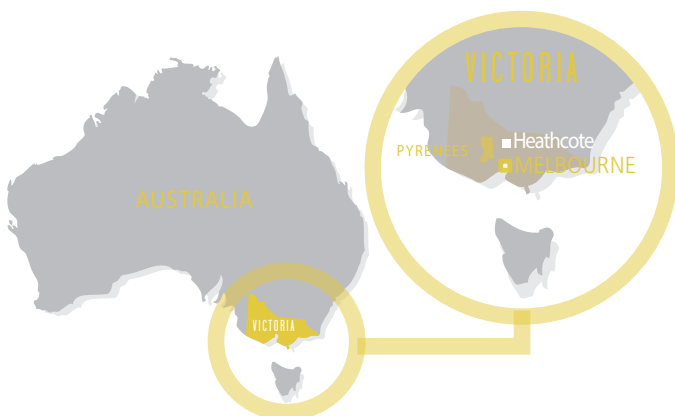 AUSTRALIA
VICTORIA
VICTORIA
Heathcote
PYRENEES
MELBOURNE